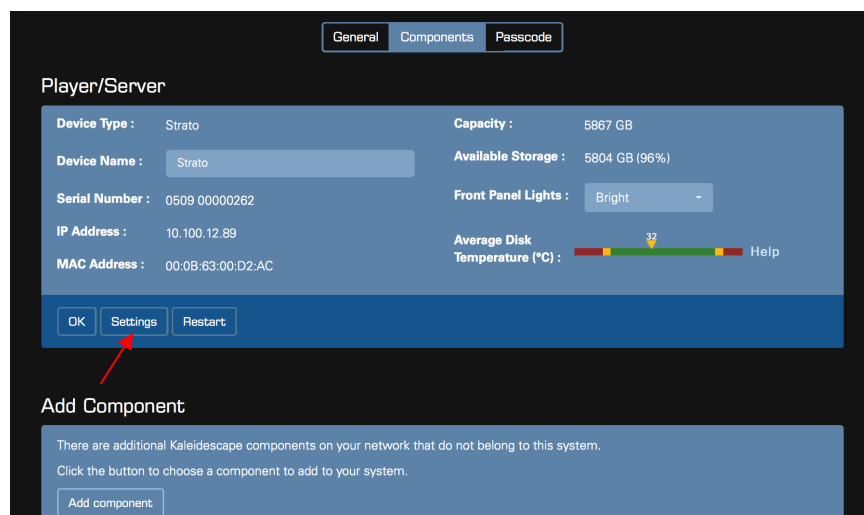 General Components Passcode
Player/Server
Device Type : Strato
Device Name : Strato
Serial Number : 0509 00000262
IP Address : 10.100.12.89
MAC Address : 00:0B:63:00:D2:AC
Capacity : 5867 GB
Available Storage : 5804 GB (96%)
Front Panel Lights : Bright
32
Average Disk
Temperature (°C) : Help
OK Settings Restart
Add Component
There are additional Kaleidescape components on your network that do not belong to this system.
Click the button to choose a component to add to your system.
Add component